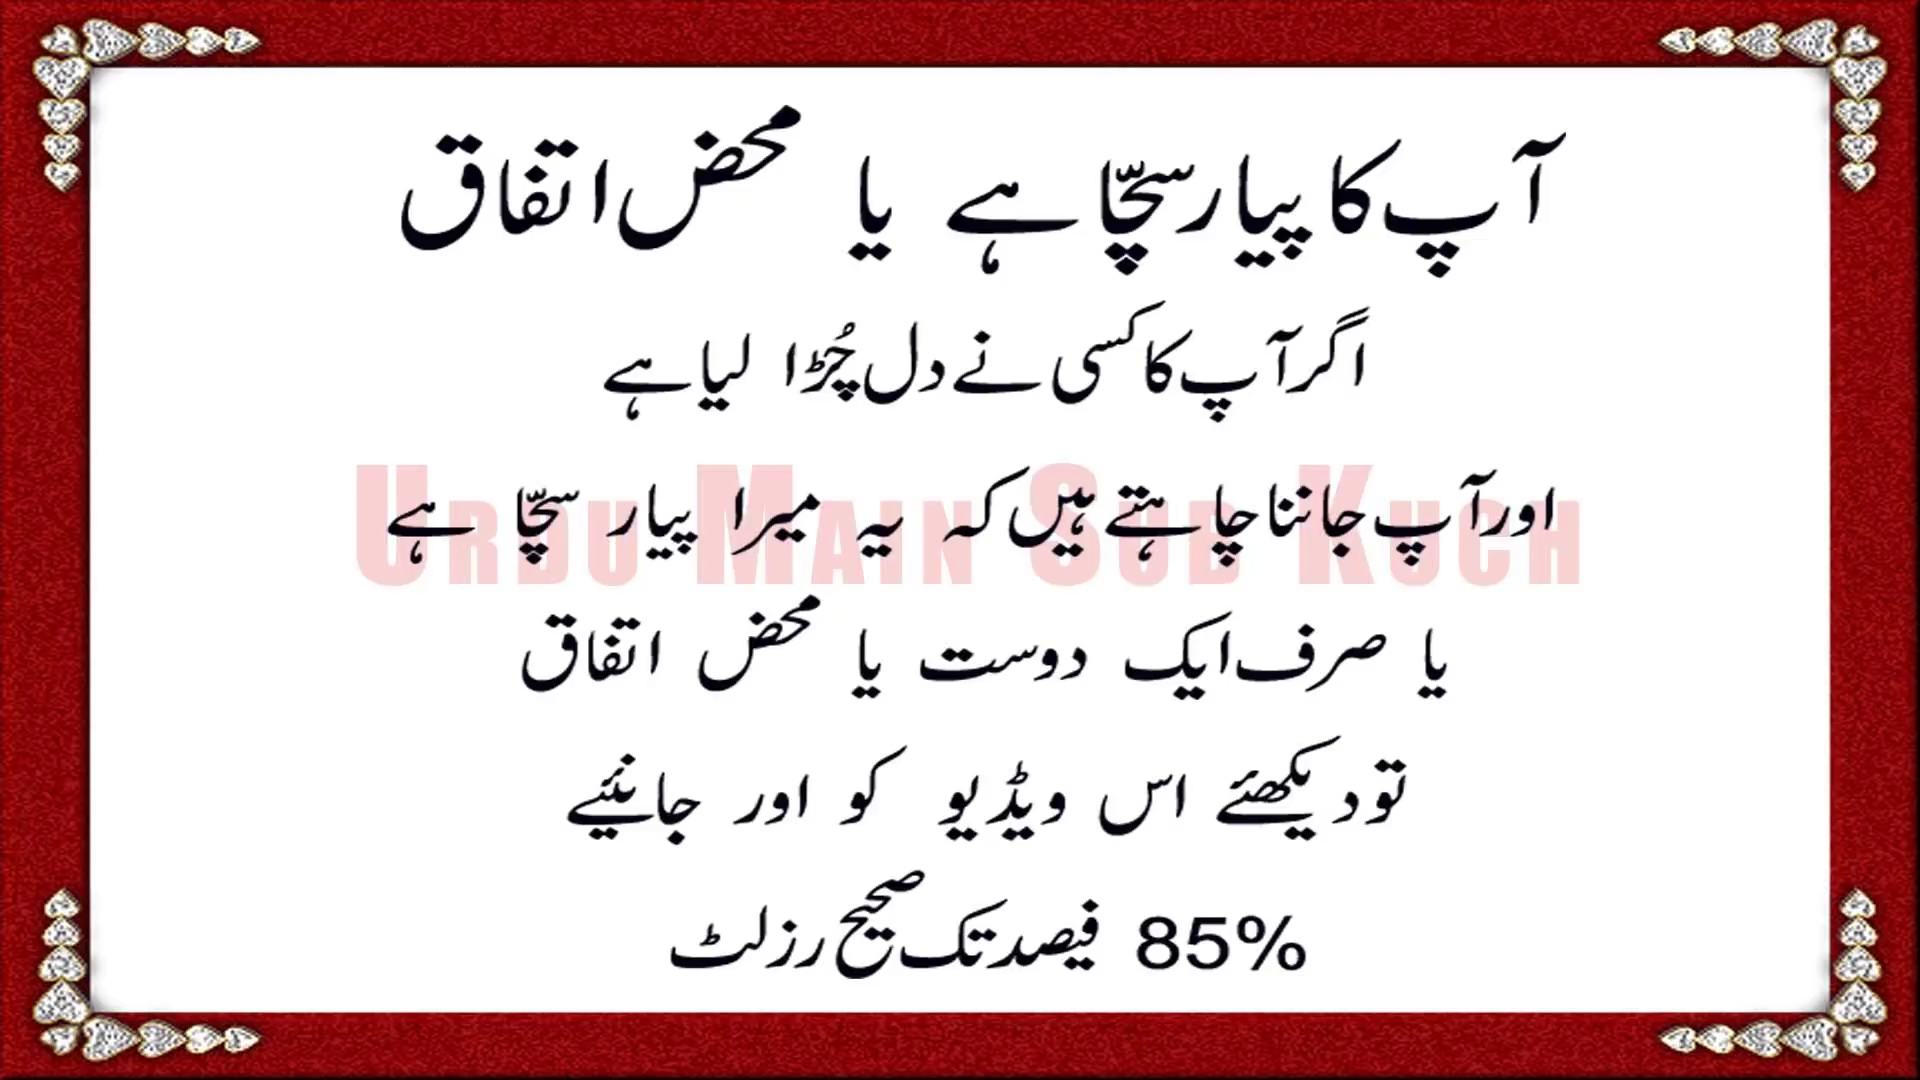 آپ کا پیار سچّا ہے یا محض اتفاق
اگر آپ کا کسی نے دل چُڑا لیا ہے
اور آپ جاننا چاہتے ہیں کہ یہ میرا پیار سچّا ہے
URDU MAIN SUB KUCH
یا صرف ایک دوست یا محض اتفاق
تو دیکھئے اس ویڈیو کو اور جانئیے
85% فیصد تک صحیح رزلٹ